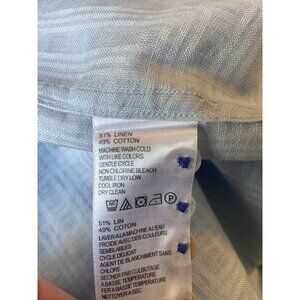 51% LINEN
49% COTTON
MACHINE WASH COLD
WITH LIKE COLORS
GENTLE CYCLE
NON-CHLORINE BLEACH
TUMBLE DRY LOW
COOL IRON
DRY CLEAN
51% LIN
49% COTON
LAVER A LA MACHINE A L'EAU
FROIDE AVEC DES COULEURS
SEMBLABLES
CYCLE DELICAT
AGENT DE BLANCHIMENT SANS
CHLORE
SECHER PAR CULBUTAGE
A BASSE TEMPERATURE
FER A BASSE TEMPERATURE
NETTOYER A SEC